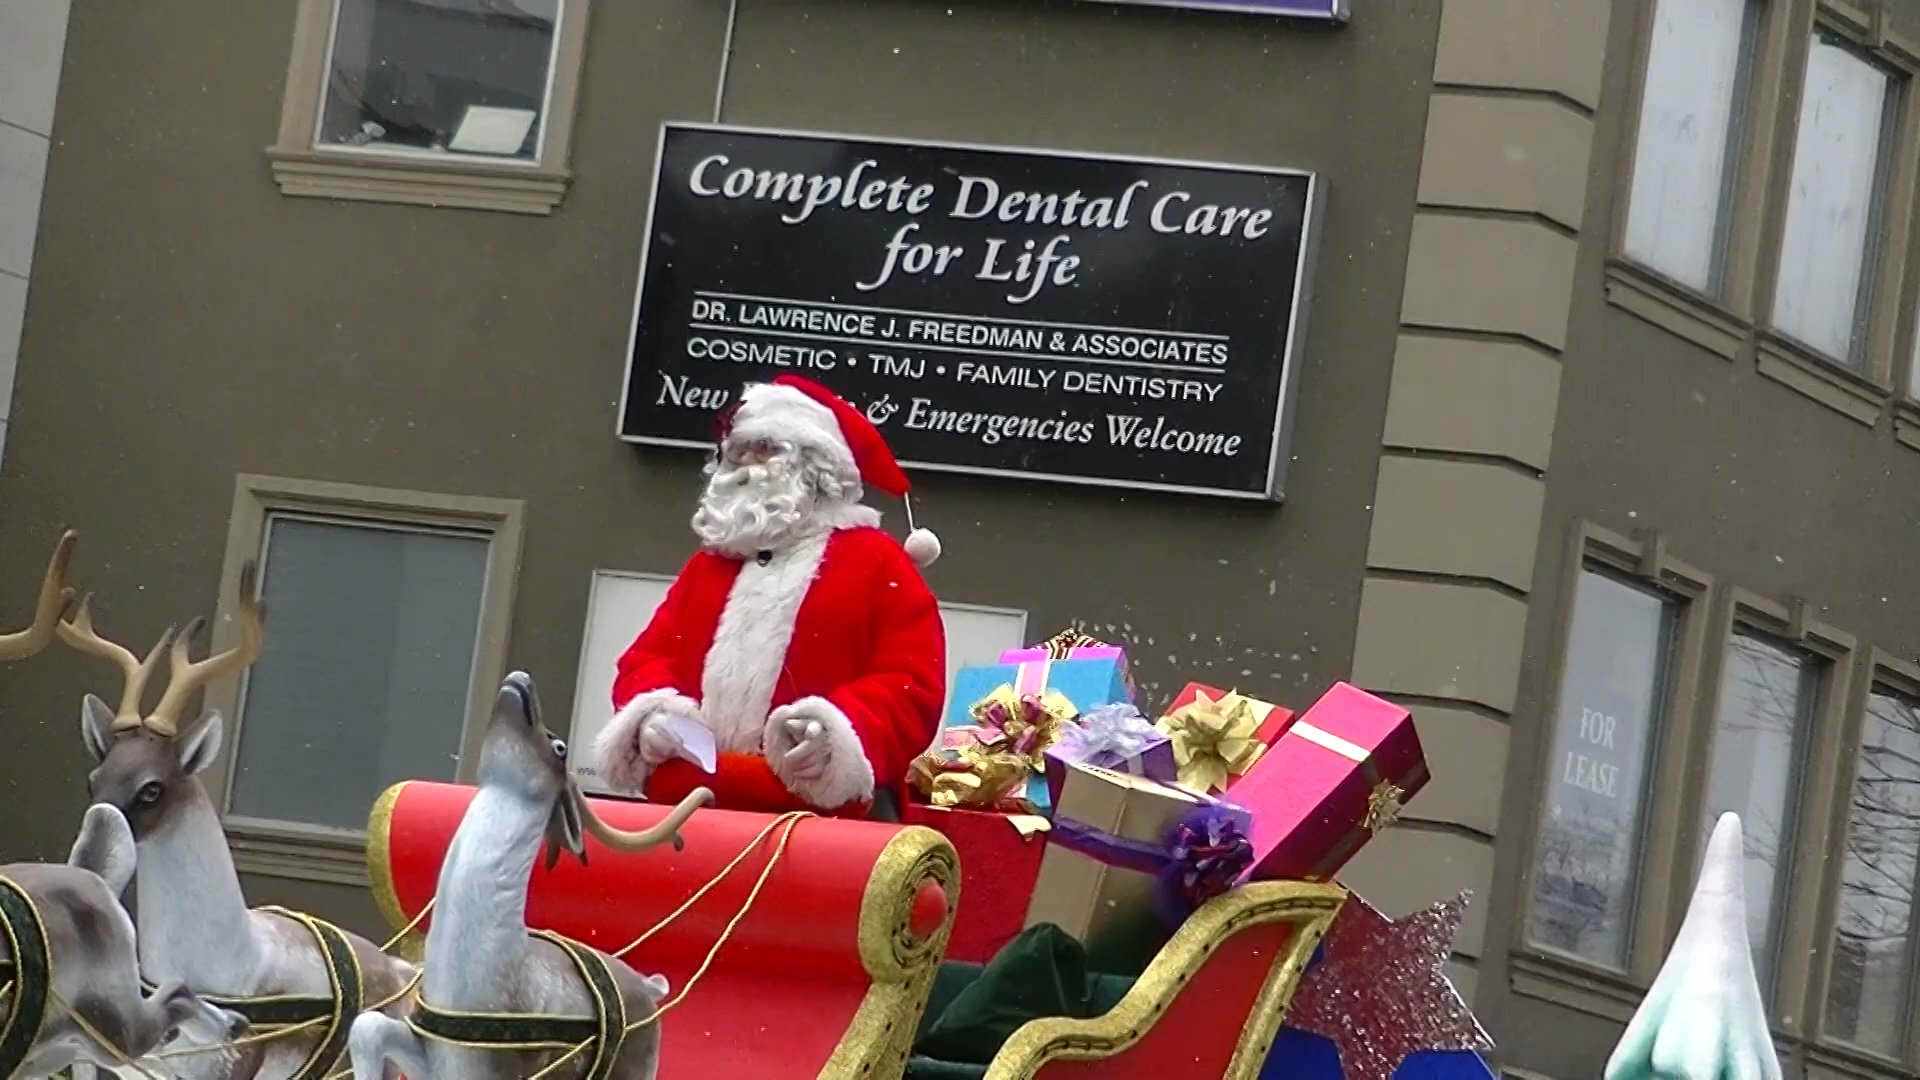 Complete Dental Care
for Life
DR. LAWRENCE J. FREEDMAN & ASSOCIATES
COSMETIC • TMJ • FAMILY DENTISTRY
New & Emergencies Welcome
FOR
LEASE